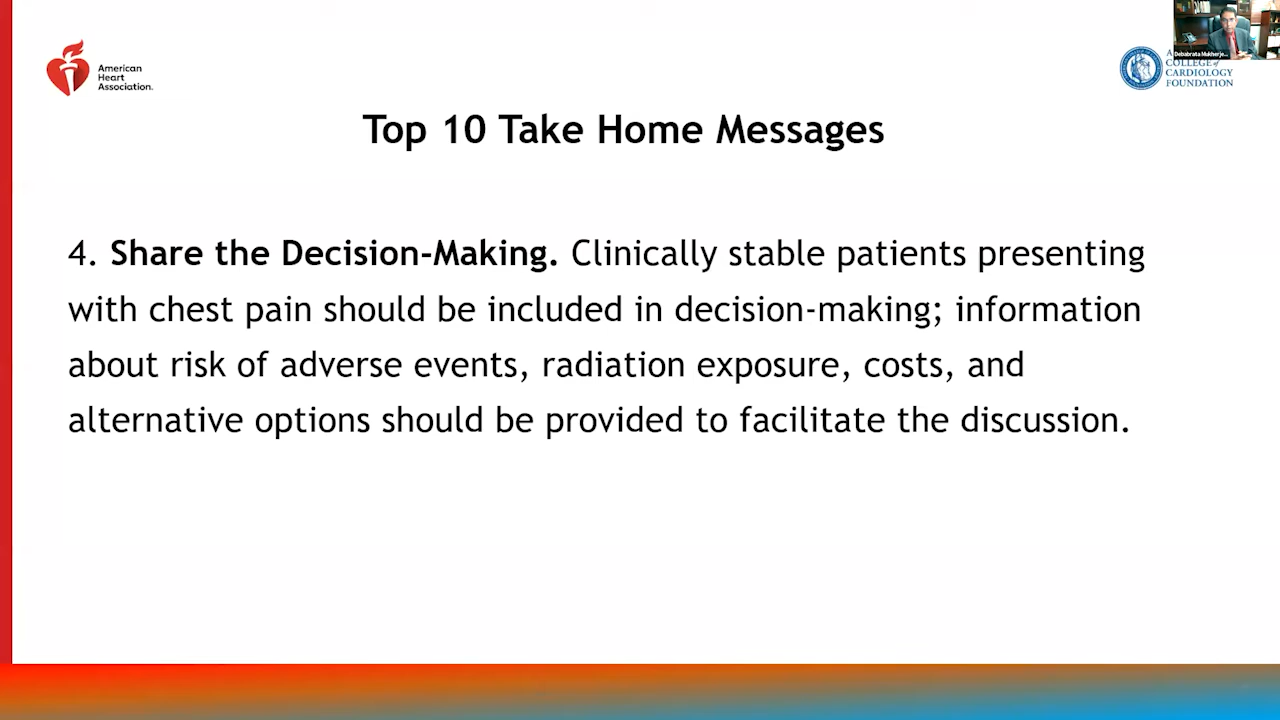 American
Heart
Association.
Debabrata Mukherje...
COLLEGE of
CARDIOLOGY
FOUNDATION
Top 10 Take Home Messages
4. Share the Decision-Making. Clinically stable patients presenting
with chest pain should be included in decision-making; information
about risk of adverse events, radiation exposure, costs, and
alternative options should be provided to facilitate the discussion.